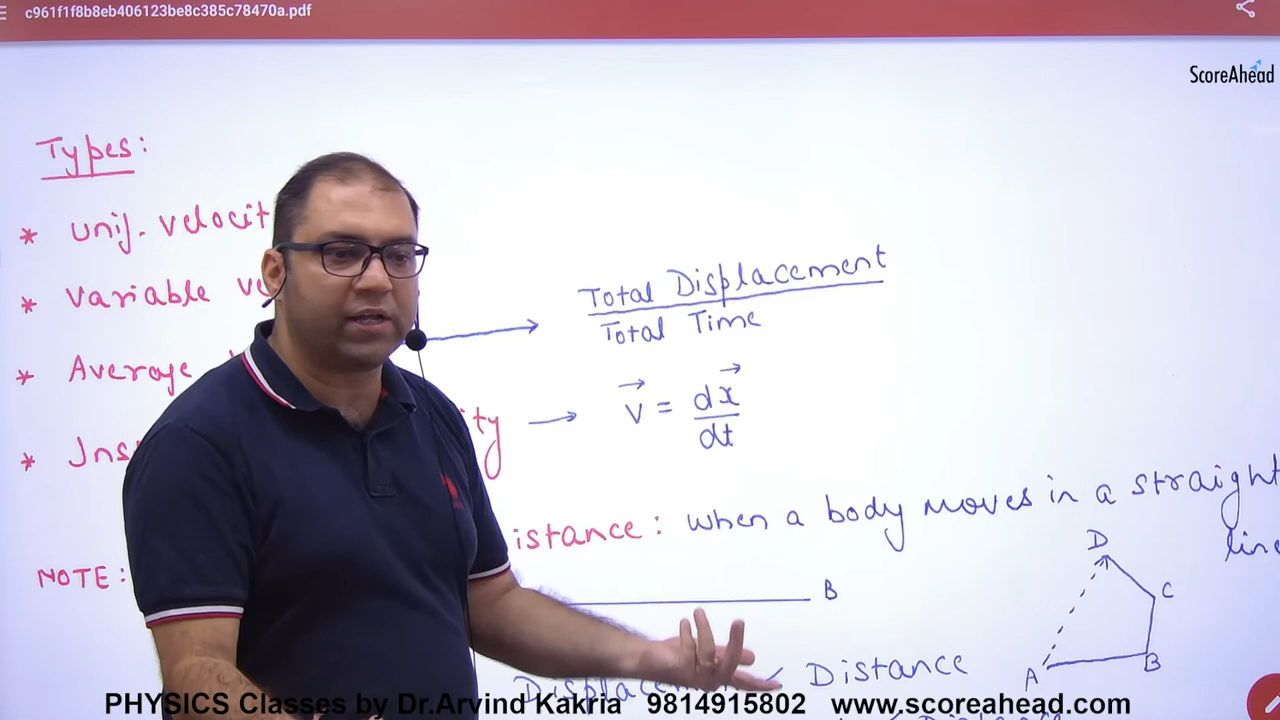 c961f1f8b8eb406123be8c385c78470a.pdf
ScoreAhead
Types:
* Unif. velocit
* Variable ve
* Average
* Ins
Total Displacement
Total Time
ity → v = dx/dt
NOTE:
istance: when a body moves in a straight
line
B
D
C
B
A
Distance
PHYSICS Classes by Dr.Arvind Kakria 9814915802 www.scoreahead.com